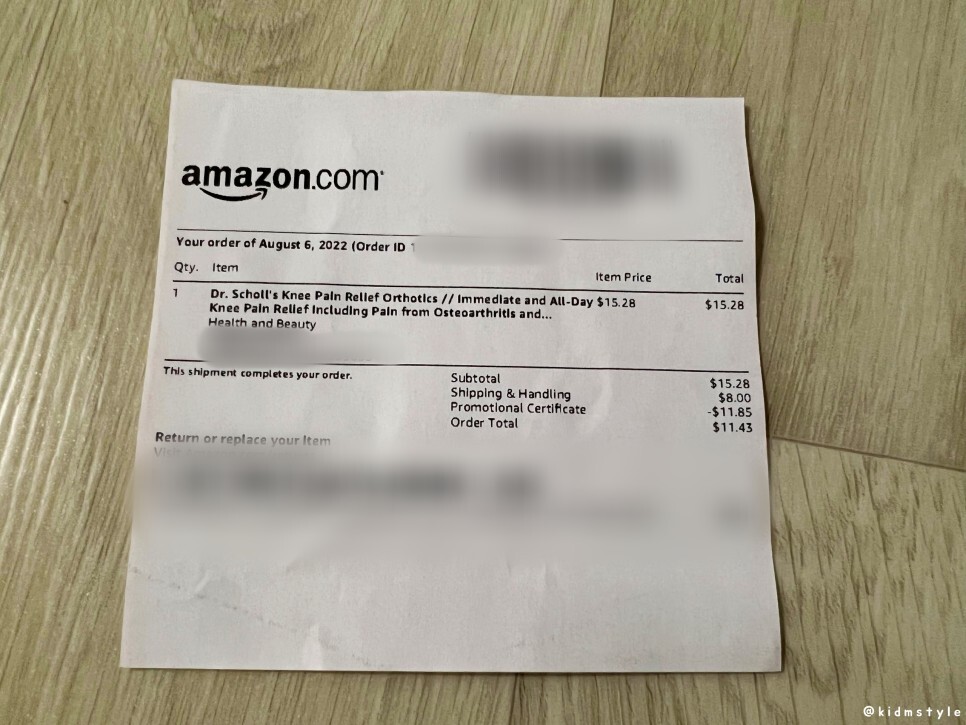 amazon.com
Your order of August 6, 2022 (Order ID
Qty. Item Item Price Total
1 Dr. Scholl's Knee Pain Relief Orthotics // Immediate and All-Day $15.28 $15.28
Knee Pain Relief Including Pain from Osteoarthritis and...
Health and Beauty
This shipment completes your order.
Subtotal $15.28
Shipping & Handling $8.00
Promotional Certificate -$11.85
Order Total $11.43
Return or replace your item
@kidmstyle